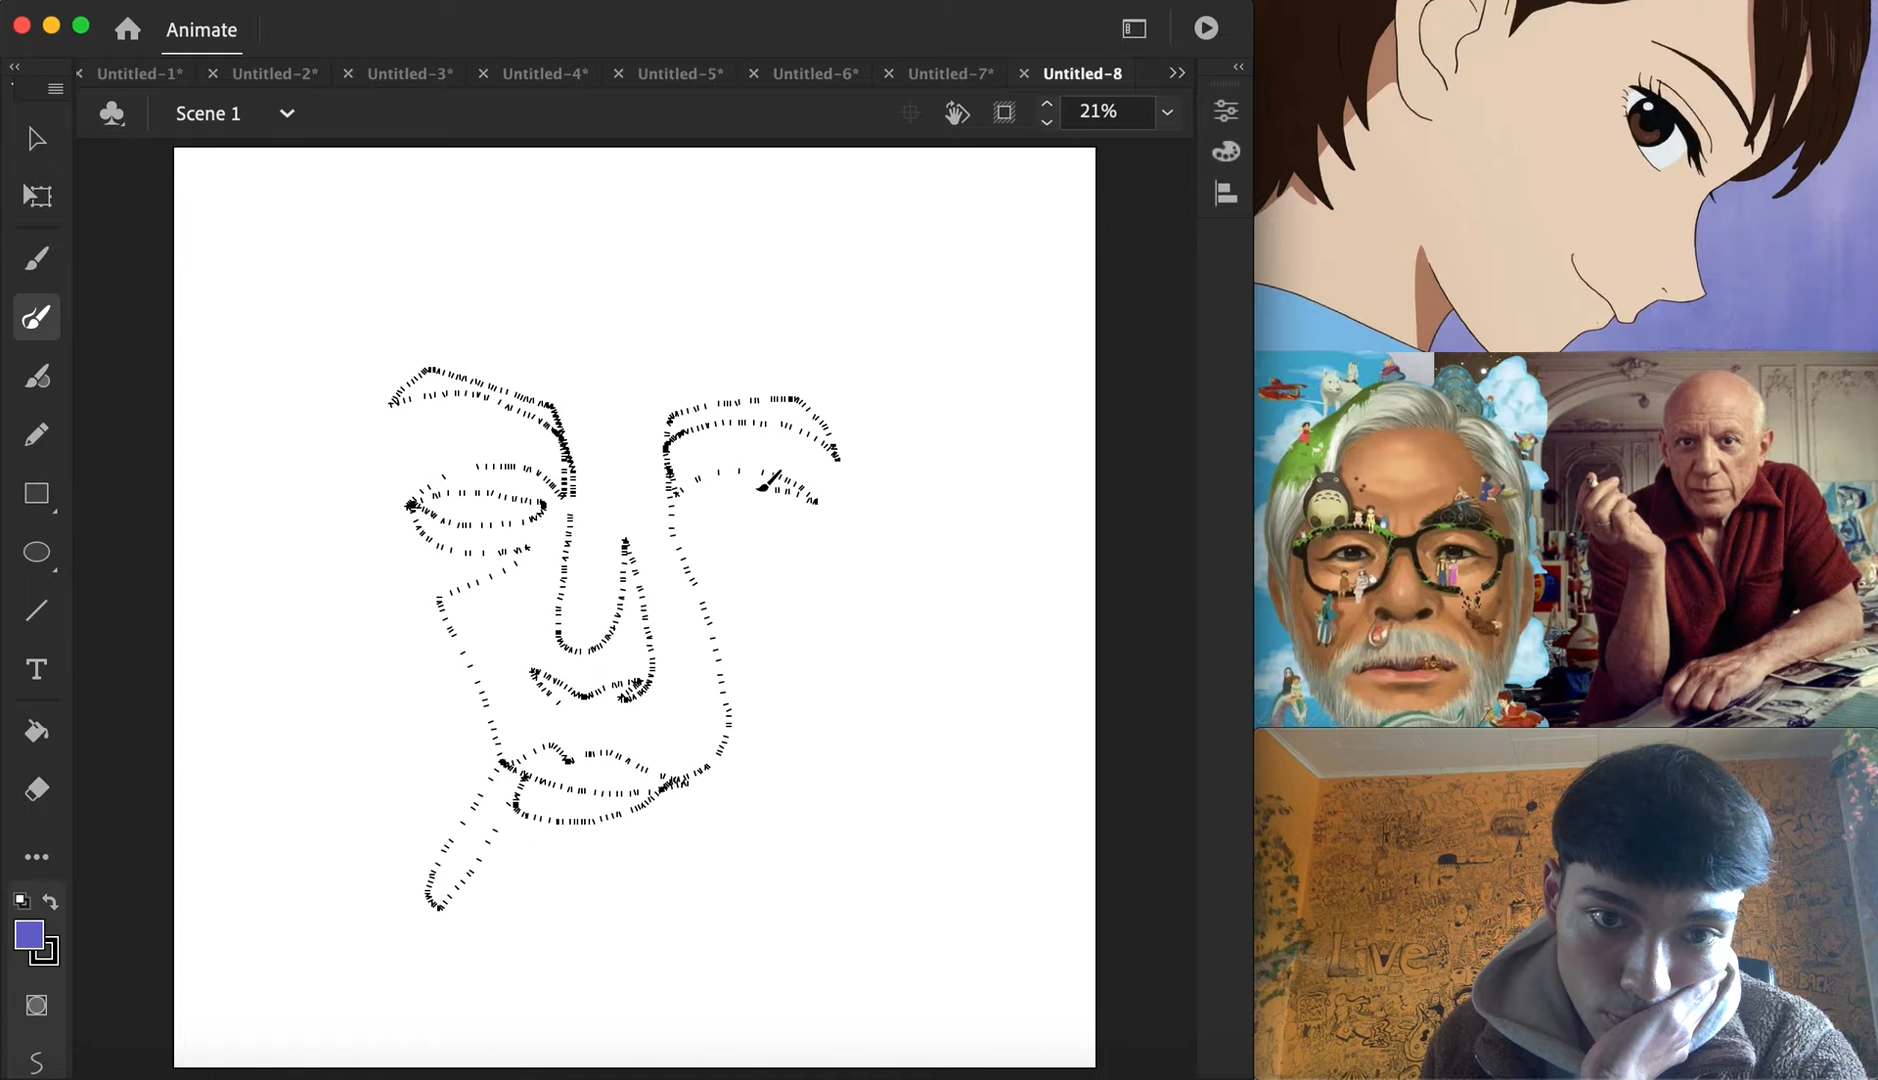 Animate
Untitled-1* Untitled-2* Untitled-3* Untitled-4* Untitled-5* Untitled-6* Untitled-7* Untitled-8
Scene 1
21%
T
Live
BACK